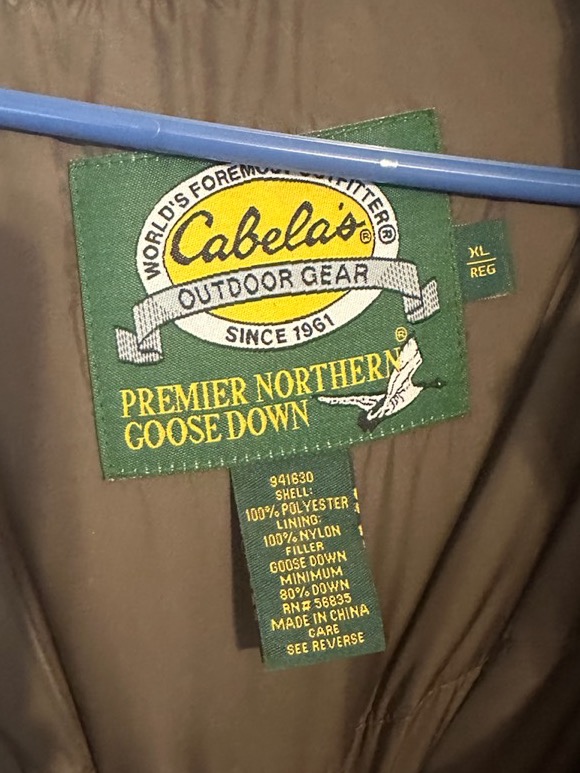 WORLD'S FOREMOST OUTFITTER®
Cabela's®
OUTDOOR GEAR
SINCE 1961
XL
REG
PREMIER NORTHERN®
GOOSE DOWN
941630
SHELL:
100% POLYESTER
LINING:
100% NYLON
FILLER
GOOSE DOWN
MINIMUM
80% DOWN
RN# 56835
MADE IN CHINA
CARE
SEE REVERSE